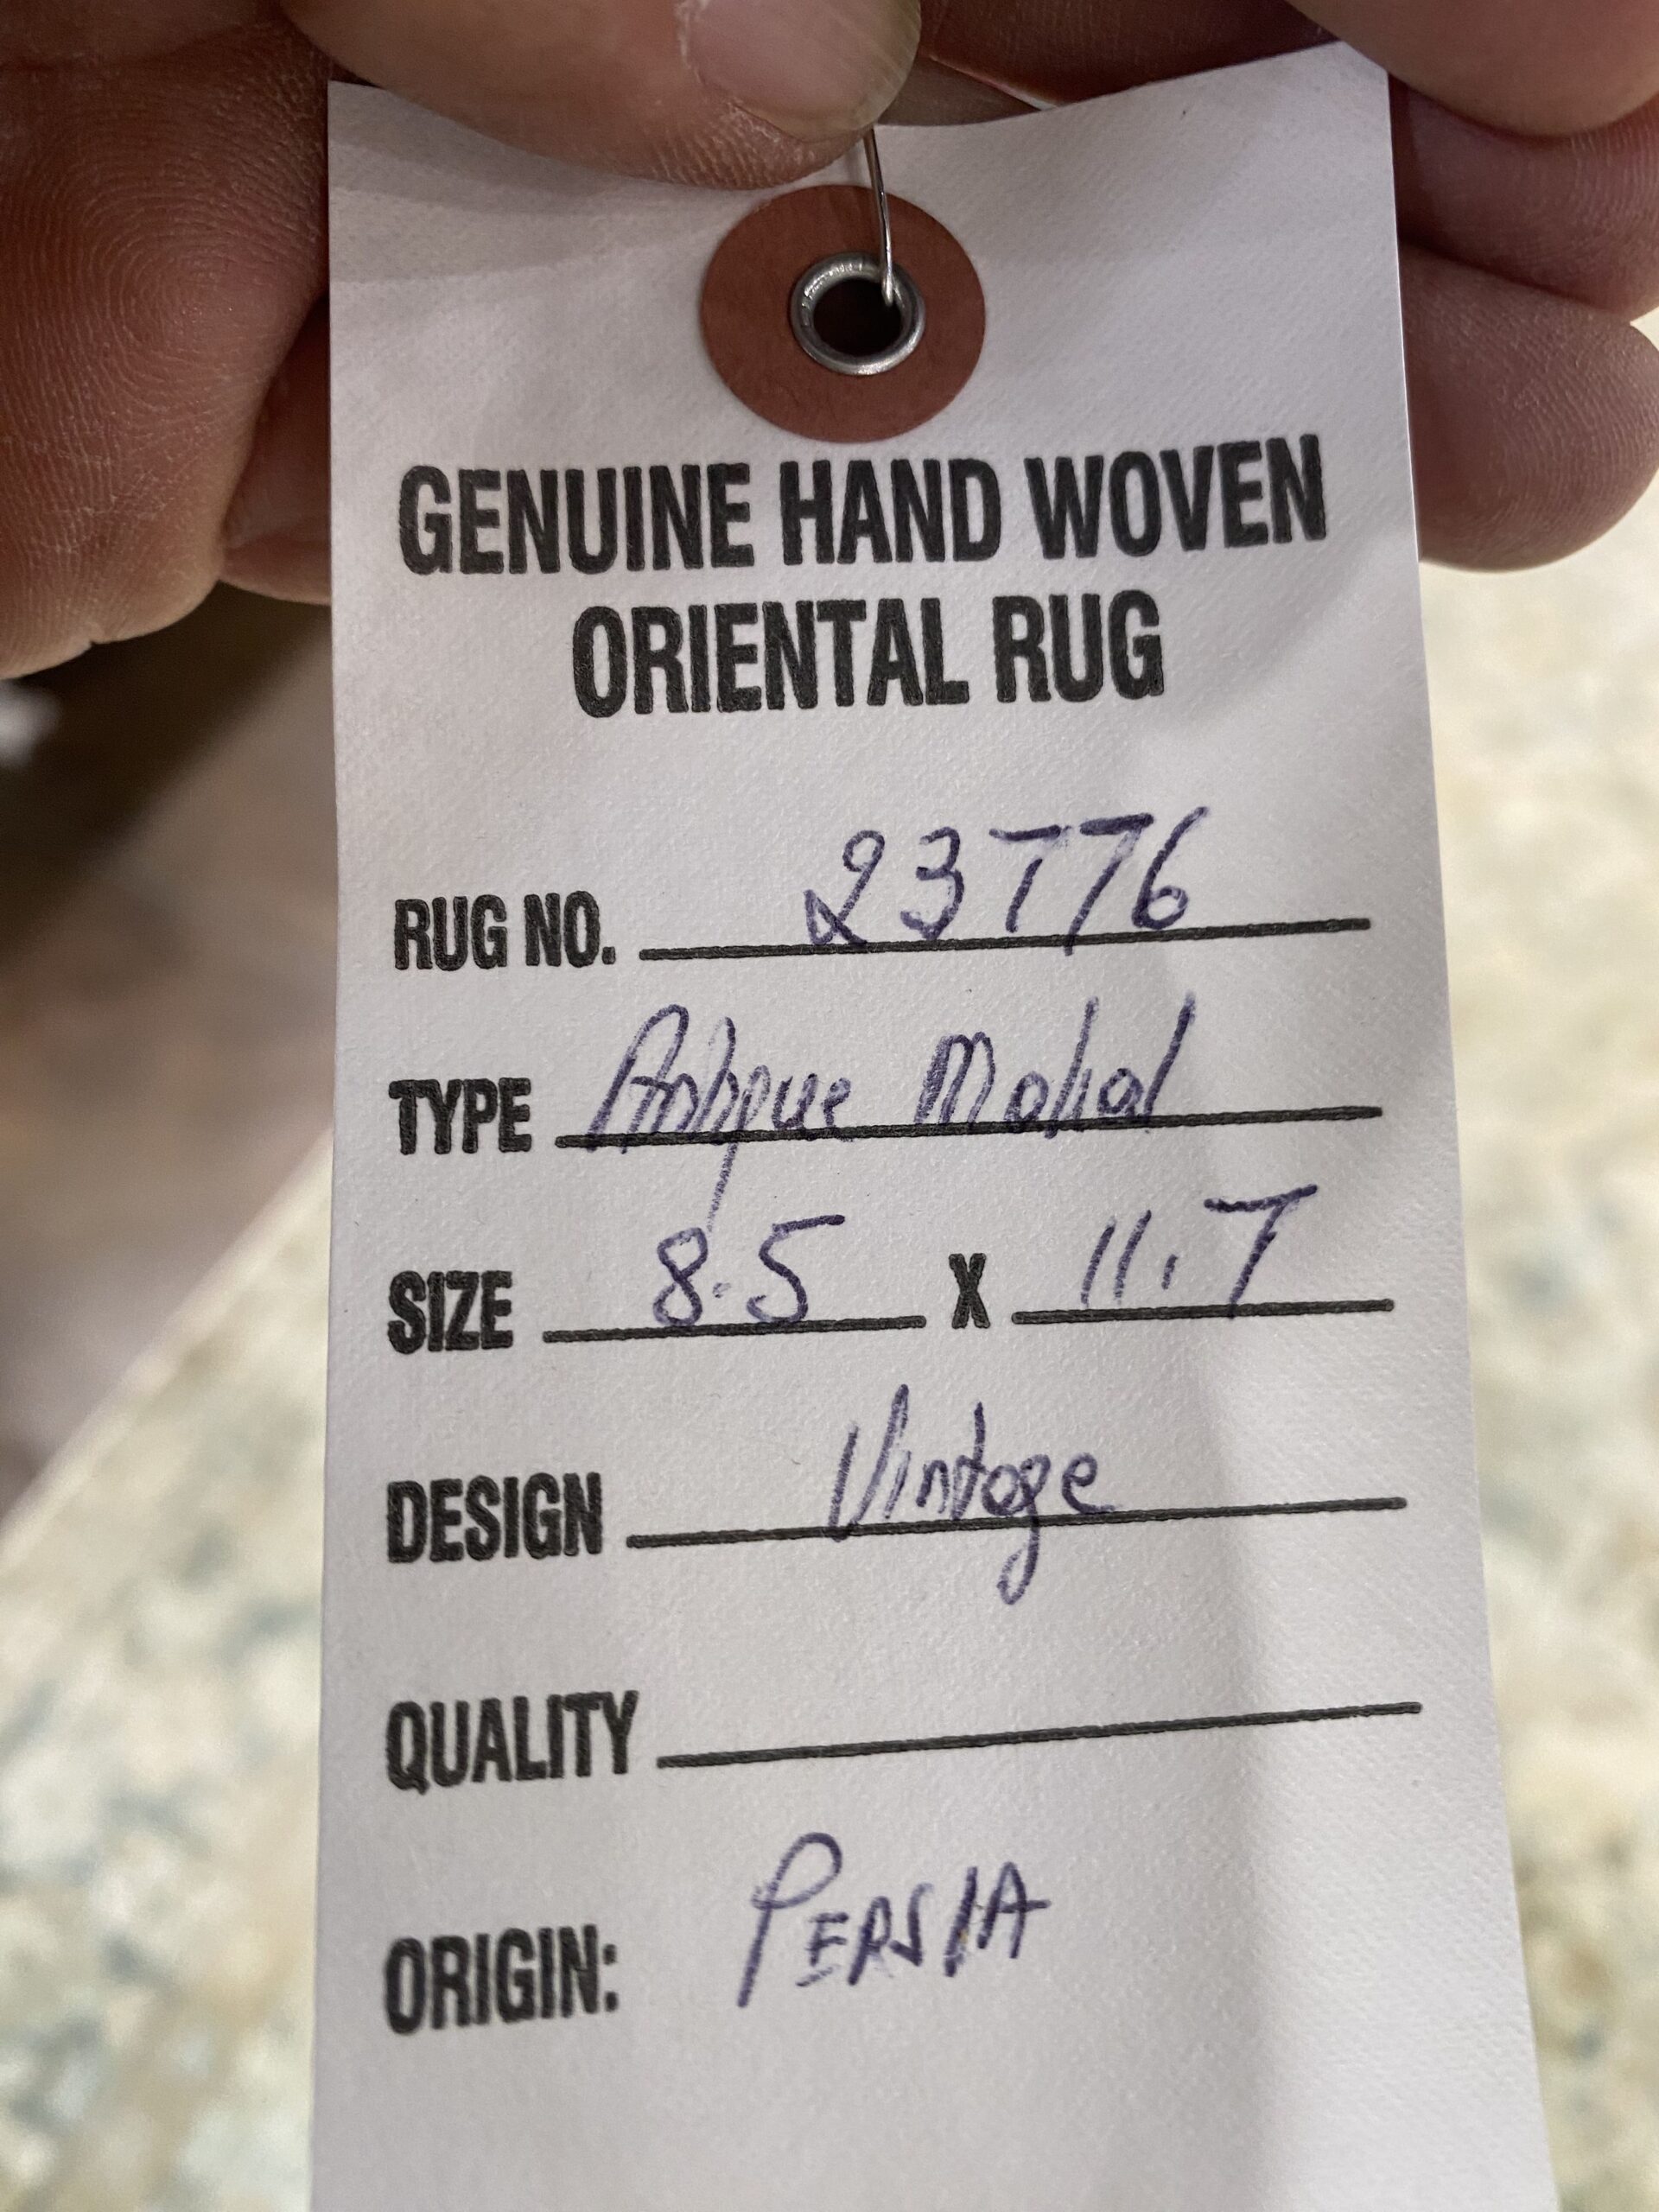 GENUINE HAND WOVEN
ORIENTAL RUG
RUG NO. 23776
TYPE Antique Mahal
SIZE 8.5 X 11.7
DESIGN Vintage
QUALITY
ORIGIN: PERSIA